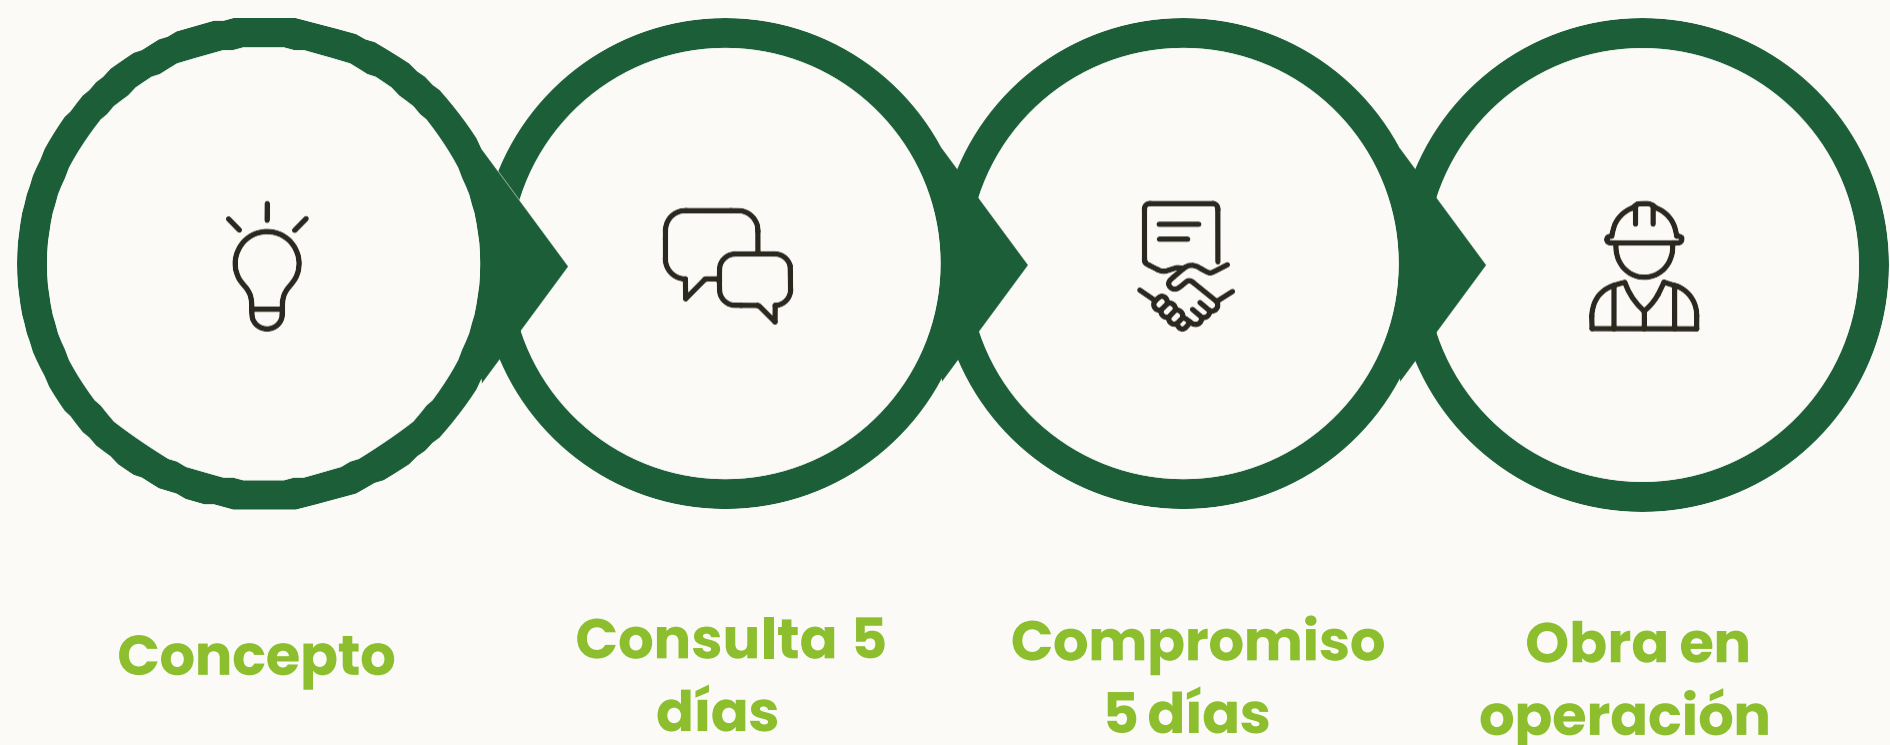 Concepto
Consulta 5
días
Compromiso
5 días
Obra en
operación